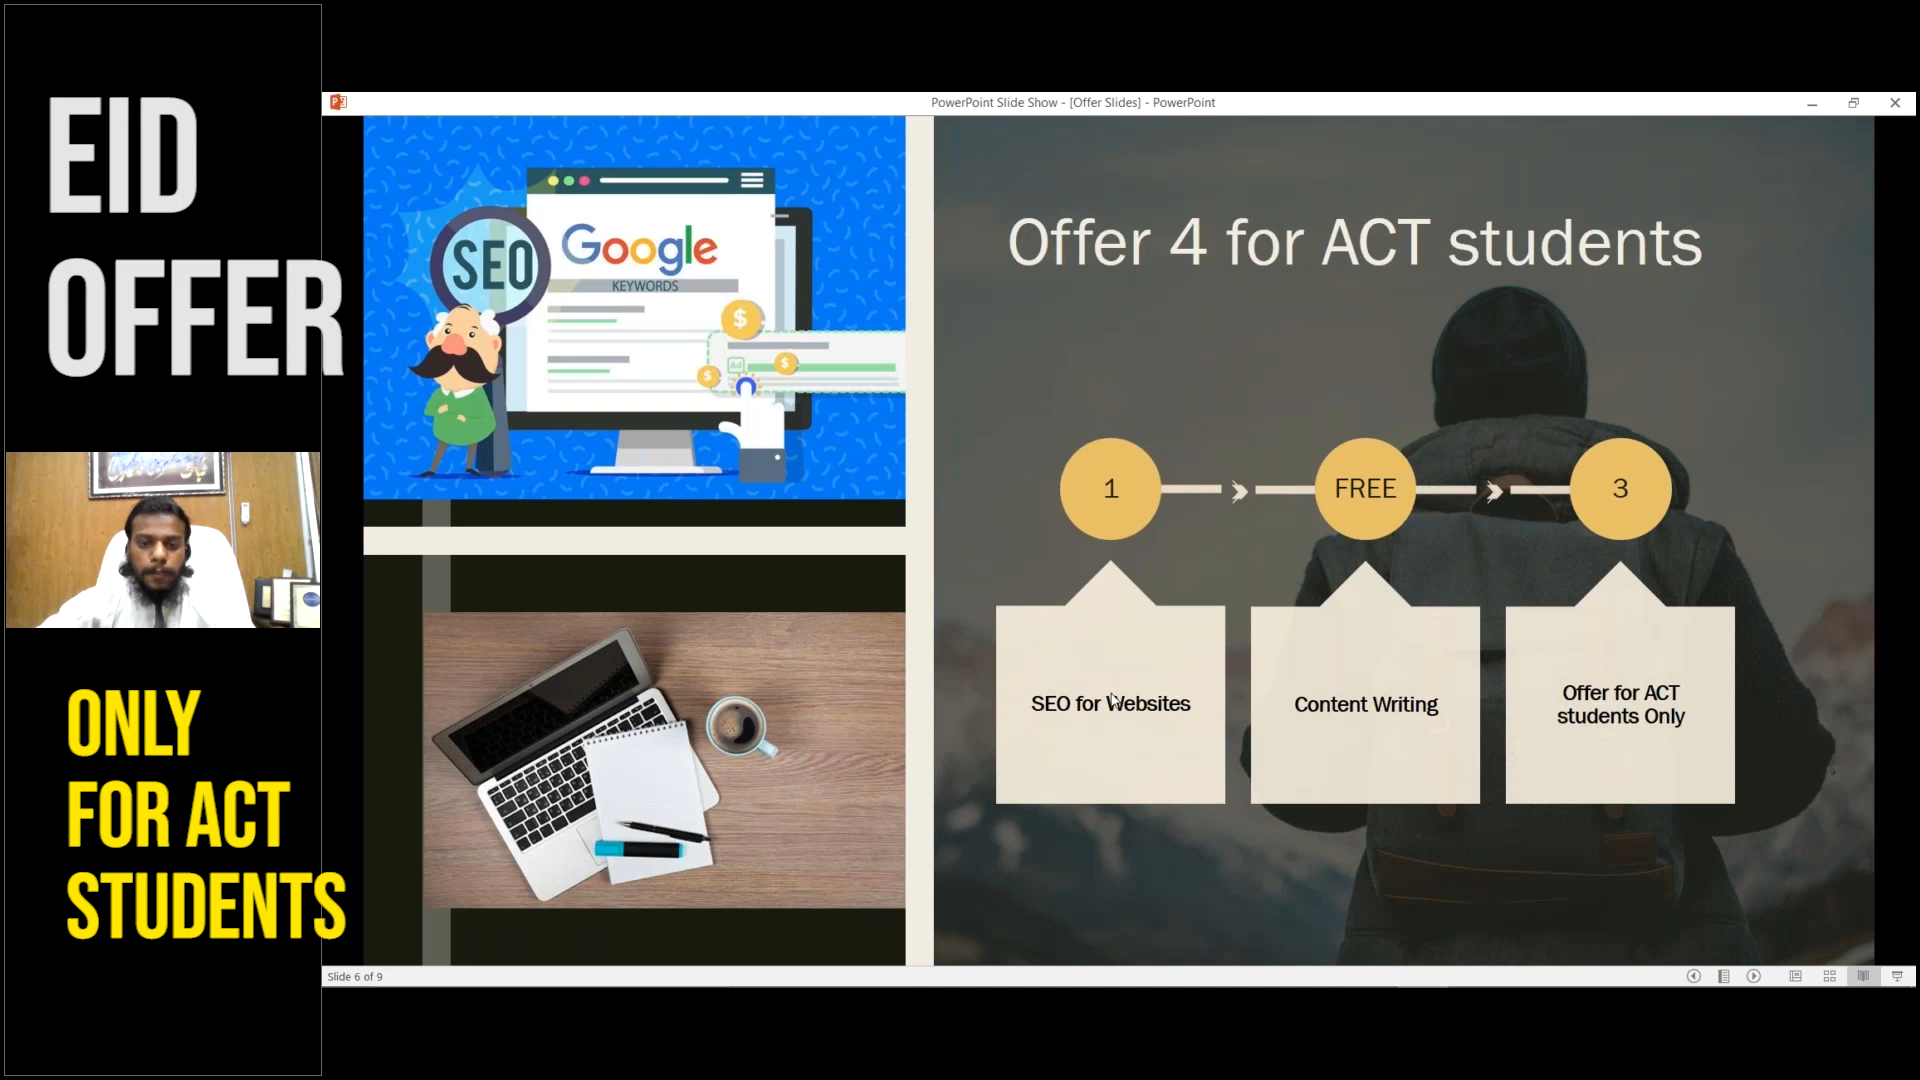 EID
OFFER
ONLY
FOR ACT
STUDENTS
PowerPoint Slide Show - [Offer Slides] - PowerPoint
SEO
Google
KEYWORDS
$
$
Ad
$
Offer 4 for ACT students
1
FREE
3
SEO for Websites
Content Writing
Offer for ACT
students Only
Slide 6 of 9